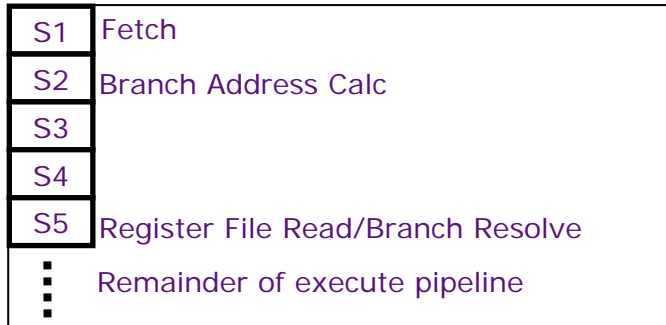 S1 Fetch
S2 Branch Address Calc
S3
S4
S5 Register File Read/Branch Resolve
Remainder of execute pipeline